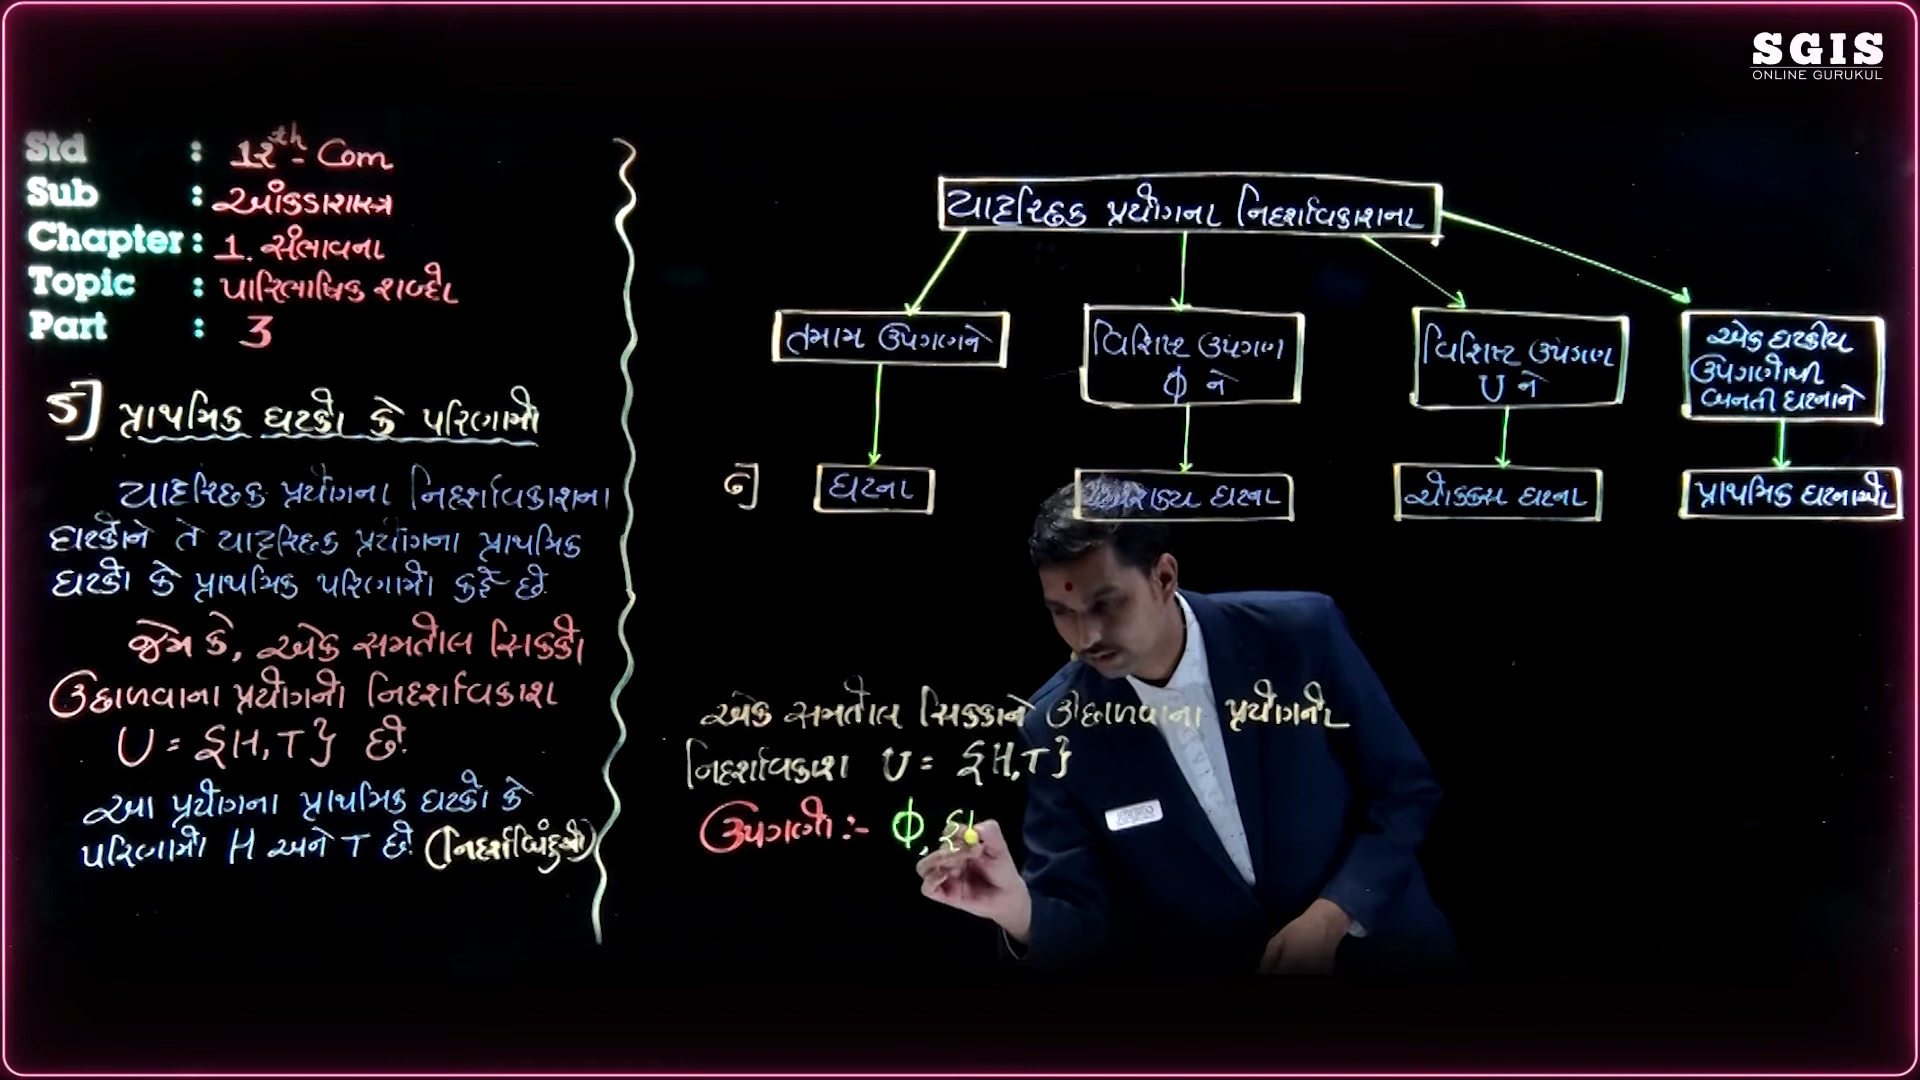 SGIS
ONLINE GURUKUL
Std : 12th - Com
Sub : આંકડાશાસ્ત્ર
Chapter : 1. સંભાવના
Topic : પારિભાષિક શબ્દો
Part : 3
ડ] પ્રાથમિક ઘટકો કે પરિણામો
યાદૃચ્છિક પ્રયોગના નિદર્શાવકાશના
ઘટકોને તે યાદૃચ્છિક પ્રયોગના પ્રાથમિક
ઘટકો કે પ્રાથમિક પરિણામો કહે છે.
જેમ કે, એક સમતોલ સિક્કો
ઉછાળવાના પ્રયોગનો નિદર્શાવકાશ
U = {H, T} છે.
આ પ્રયોગના પ્રાથમિક ઘટકો કે
પરિણામો H અને T છે. (નિદર્શબિંદુઓ)
યાદૃચ્છિક પ્રયોગના નિદર્શાવકાશના
તમામ ઉપગણને
વિશિષ્ટ ઉપગણ
ϕ ને
વિશિષ્ટ ઉપગણ
U ને
એક ઘટકીય
ઉપગણોથી
બનતી ઘટનાને
ઘટના
અશક્ય ઘટના
ચોક્કસ ઘટના
પ્રાથમિક ઘટનાઓ
એક સમતોલ સિક્કાને ઉછાળવાના પ્રયોગનો
નિદર્શાવકાશ U = {H, T}
ઉપગણો :- ϕ, {